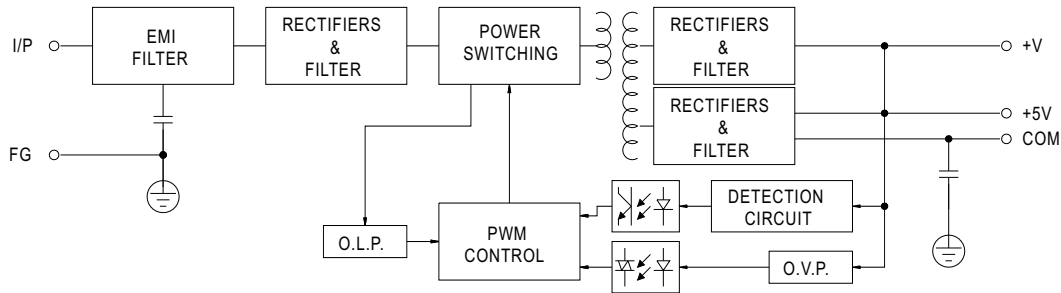 I/P
EMI
FILTER
RECTIFIERS
&
FILTER
POWER
SWITCHING
RECTIFIERS
&
FILTER
+V
RECTIFIERS
&
FILTER
+5V
COM
FG
O.L.P.
PWM
CONTROL
DETECTION
CIRCUIT
O.V.P.